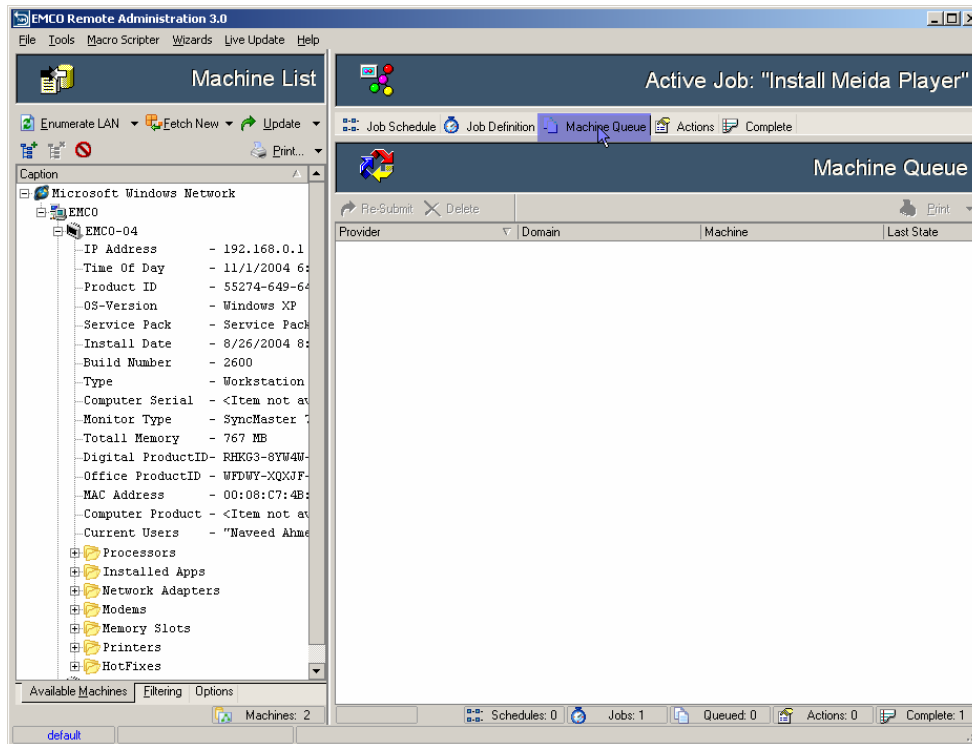 EMCO Remote Administration 3.0
File Tools Macro Scripter Wizards Live Update Help
Machine List
Active Job: "Install Meida Player"
Enumerate LAN Fetch New Update
Print...
Job Schedule Job Definition Machine Queue Actions Complete
Machine Queue
Caption
Re-Submit Delete Print
Provider Domain Machine Last State
Microsoft Windows Network
EMCO
EMCO-04
IP Address - 192.168.0.1
Time Of Day - 11/1/2004 6:
Product ID - 55274-649-64
OS-Version - Windows XP
Service Pack - Service Pack
Install Date - 8/26/2004 8:
Build Number - 2600
Type - Workstation
Computer Serial - <Item not av
Monitor Type - SyncMaster 7
Totall Memory - 767 MB
Digital ProductID- RHKG3-8YW4W-
Office ProductID - WFDWY-XQXJF-
MAC Address - 00:08:C7:4B:
Computer Product - <Item not av
Current Users - "Naveed Ahme
Processors
Installed Apps
Network Adapters
Modems
Memory Slots
Printers
HotFixes
Available Machines Filtering Options
Machines: 2
Schedules: 0 Jobs: 1 Queued: 0 Actions: 0 Complete: 1
default